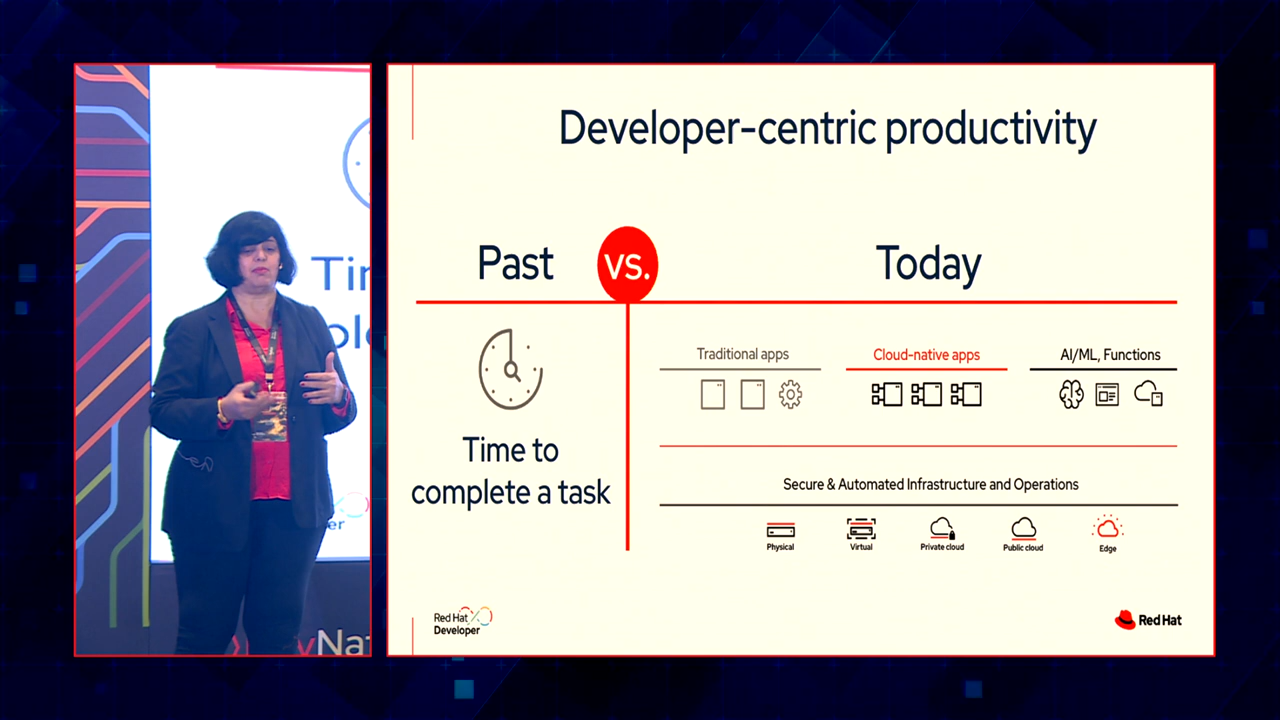 Developer-centric productivity
Past
vs.
Today
Time to
complete a task
Traditional apps
Cloud-native apps
AI/ML, Functions
Secure & Automated Infrastructure and Operations
Physical
Virtual
Private cloud
Public cloud
Edge
Red Hat
Developer
Red Hat